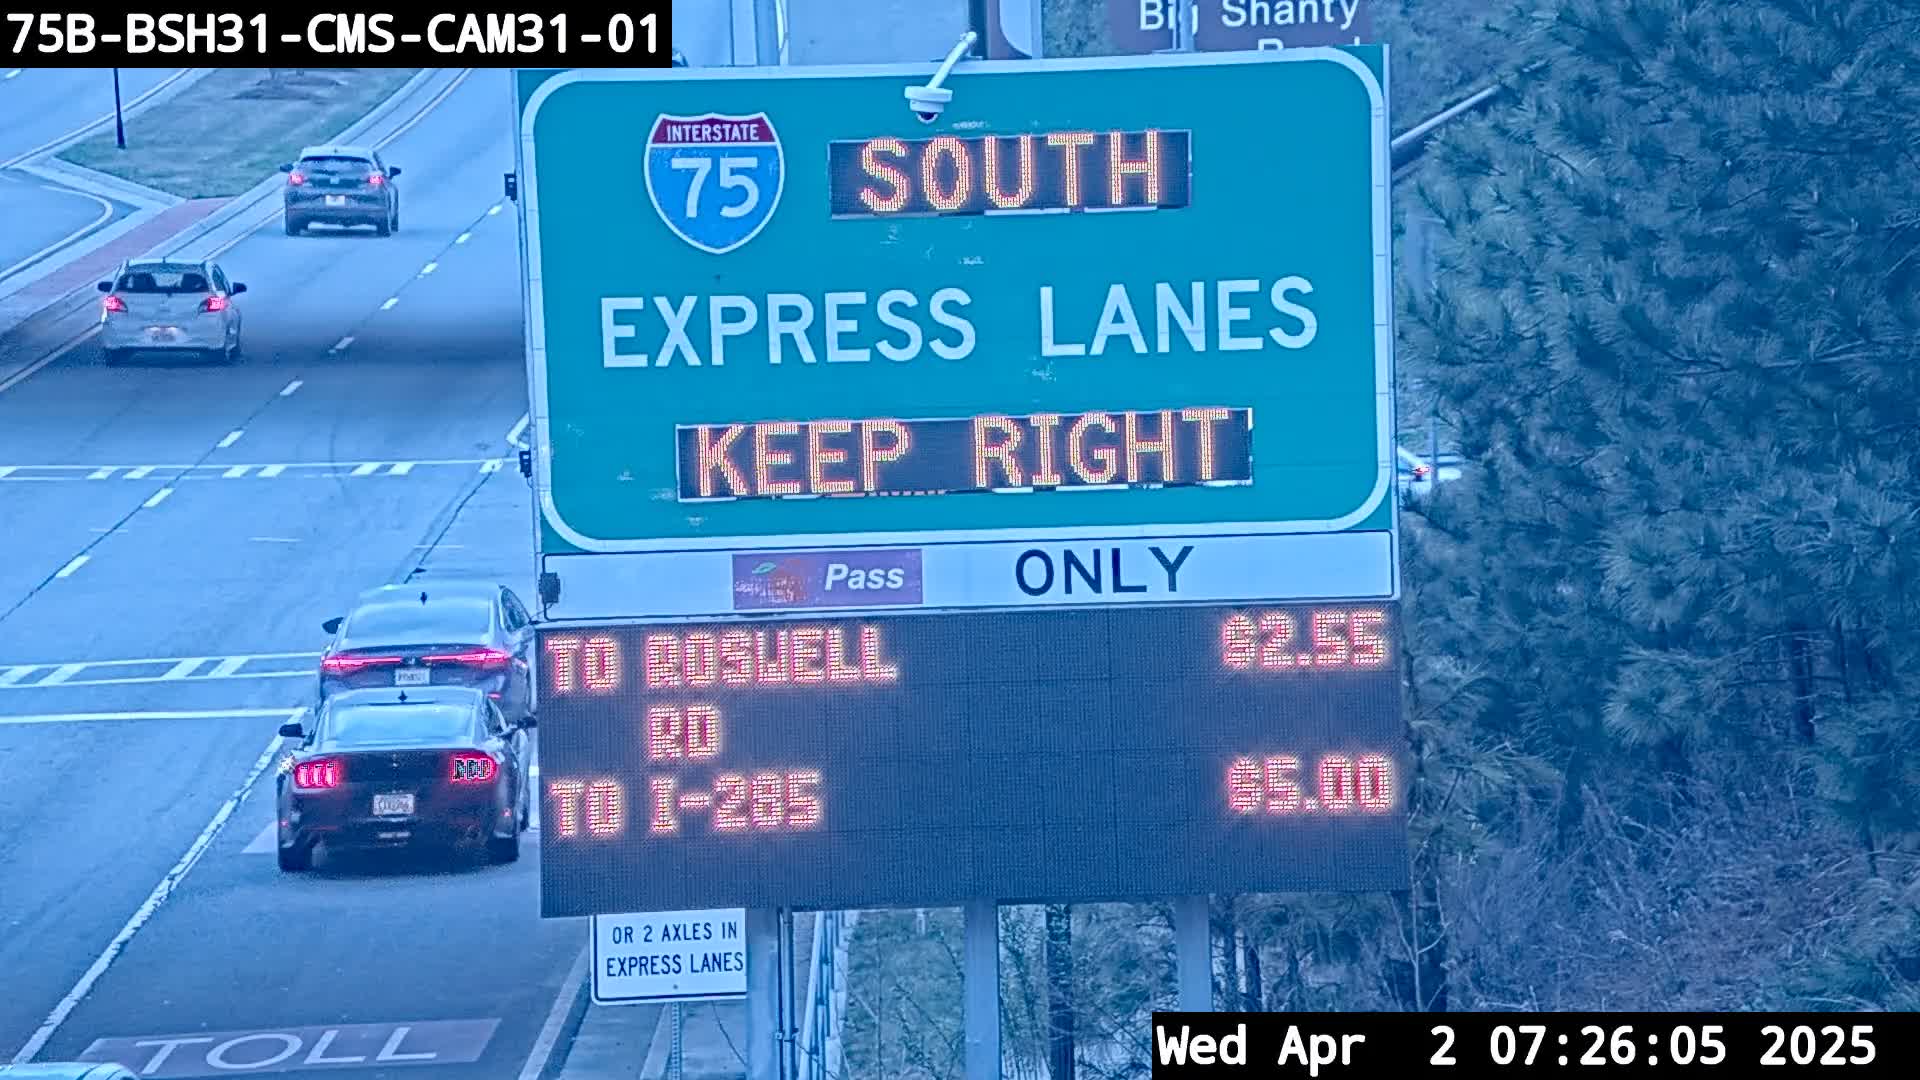 75B-BSH31-CMS-CAM31-01
Big Shanty
INTERSTATE
75
SOUTH
EXPRESS LANES
KEEP RIGHT
Pass ONLY
TO ROSWELL $2.55
RD
TO I-285 $5.00
OR 2 AXLES IN
EXPRESS LANES
TOLL
Wed Apr 2 07:26:05 2025